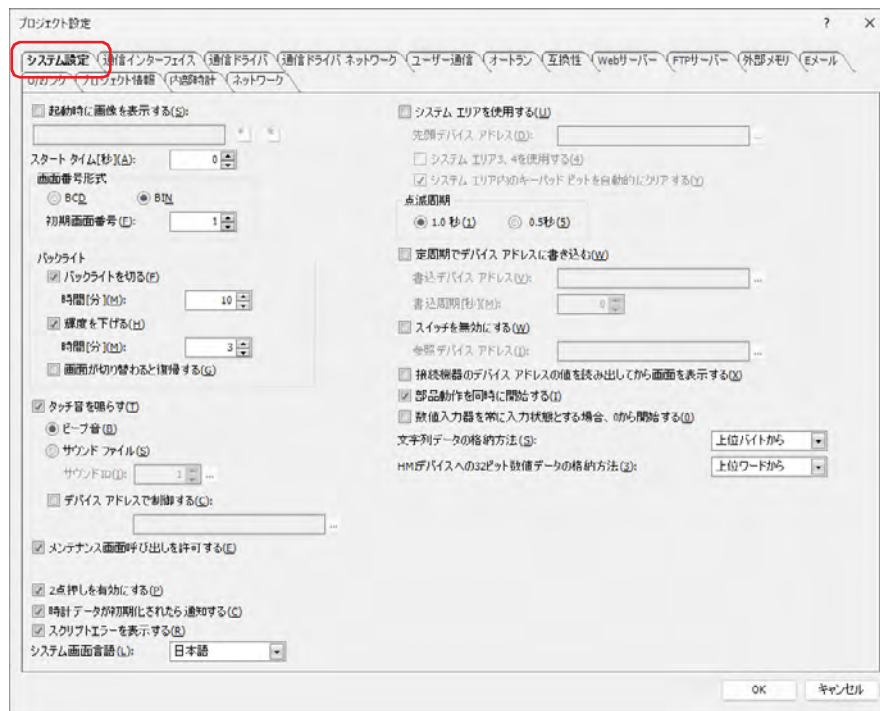 プロジェクト設定
? ×
システム設定 通信インターフェイス 通信ドライバ 通信ドライバ ネットワーク ユーザー通信 オートラン 互換性 Webサーバー FTPサーバー 外部メモリ Eメール
プロジェクト情報 内部時計 ネットワーク
起動時に画像を表示する(S):
スタート タイム[秒](A): 0
画面番号形式
BCD BIN
初期画面番号(F): 1
バックライト
バックライトを切る(F)
時間[分](M): 10
輝度を下げる(H)
時間[分](M): 3
画面が切り替わると復帰する(G)
タッチ音を鳴らす(T)
ビープ音(B)
サウンド ファイル(S)
サウンドID(I): 1 ...
デバイス アドレスで制御する(C):
...
メンテナンス画面呼び出しを許可する(E)
2点押しを有効にする(P)
時計データが初期化されたら通知する(C)
スクリプトエラーを表示する(R)
システム画面言語(L): 日本語
システム エリアを使用する(U)
先頭デバイス アドレス(D): ...
システム エリア3, 4を使用する(4)
システム エリア内のキーパッド ビットを自動的にクリアする(Y)
点滅周期
1.0 秒(1) 0.5秒(5)
定周期でデバイス アドレスに書き込む(W)
書込デバイス アドレス(V): ...
書込周期[秒](M): 0
スイッチを無効にする(W)
参照デバイス アドレス(I): ...
接続機器のデバイス アドレスの値を読み出してから画面を表示する(X)
部品動作を同時に開始する(I)
数値入力器を常に入力状態とする場合、0から開始する(0)
文字列データの格納方法(S): 上位バイトから
HMIデバイスへの32ビット数値データの格納方法(3): 上位ワードから
OK キャンセル